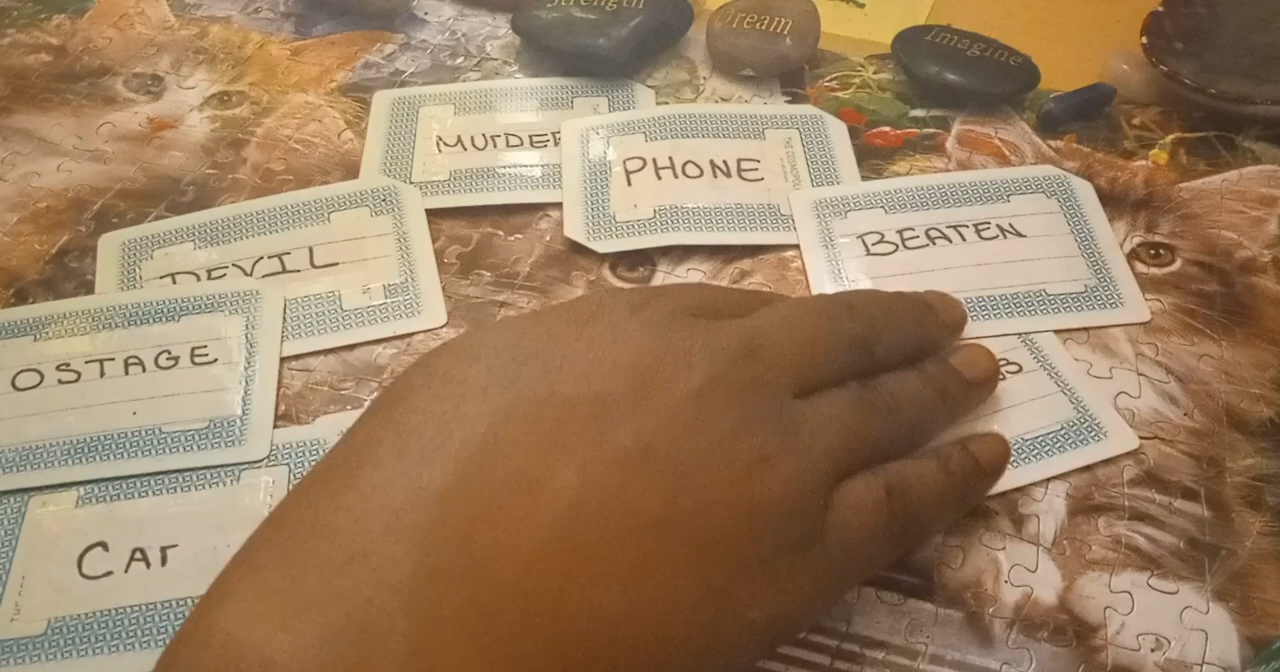 Strength
Dream
Imagine
MUrDEr
PHONE
BEATEN
DEVIL
OSTAGE
CAr